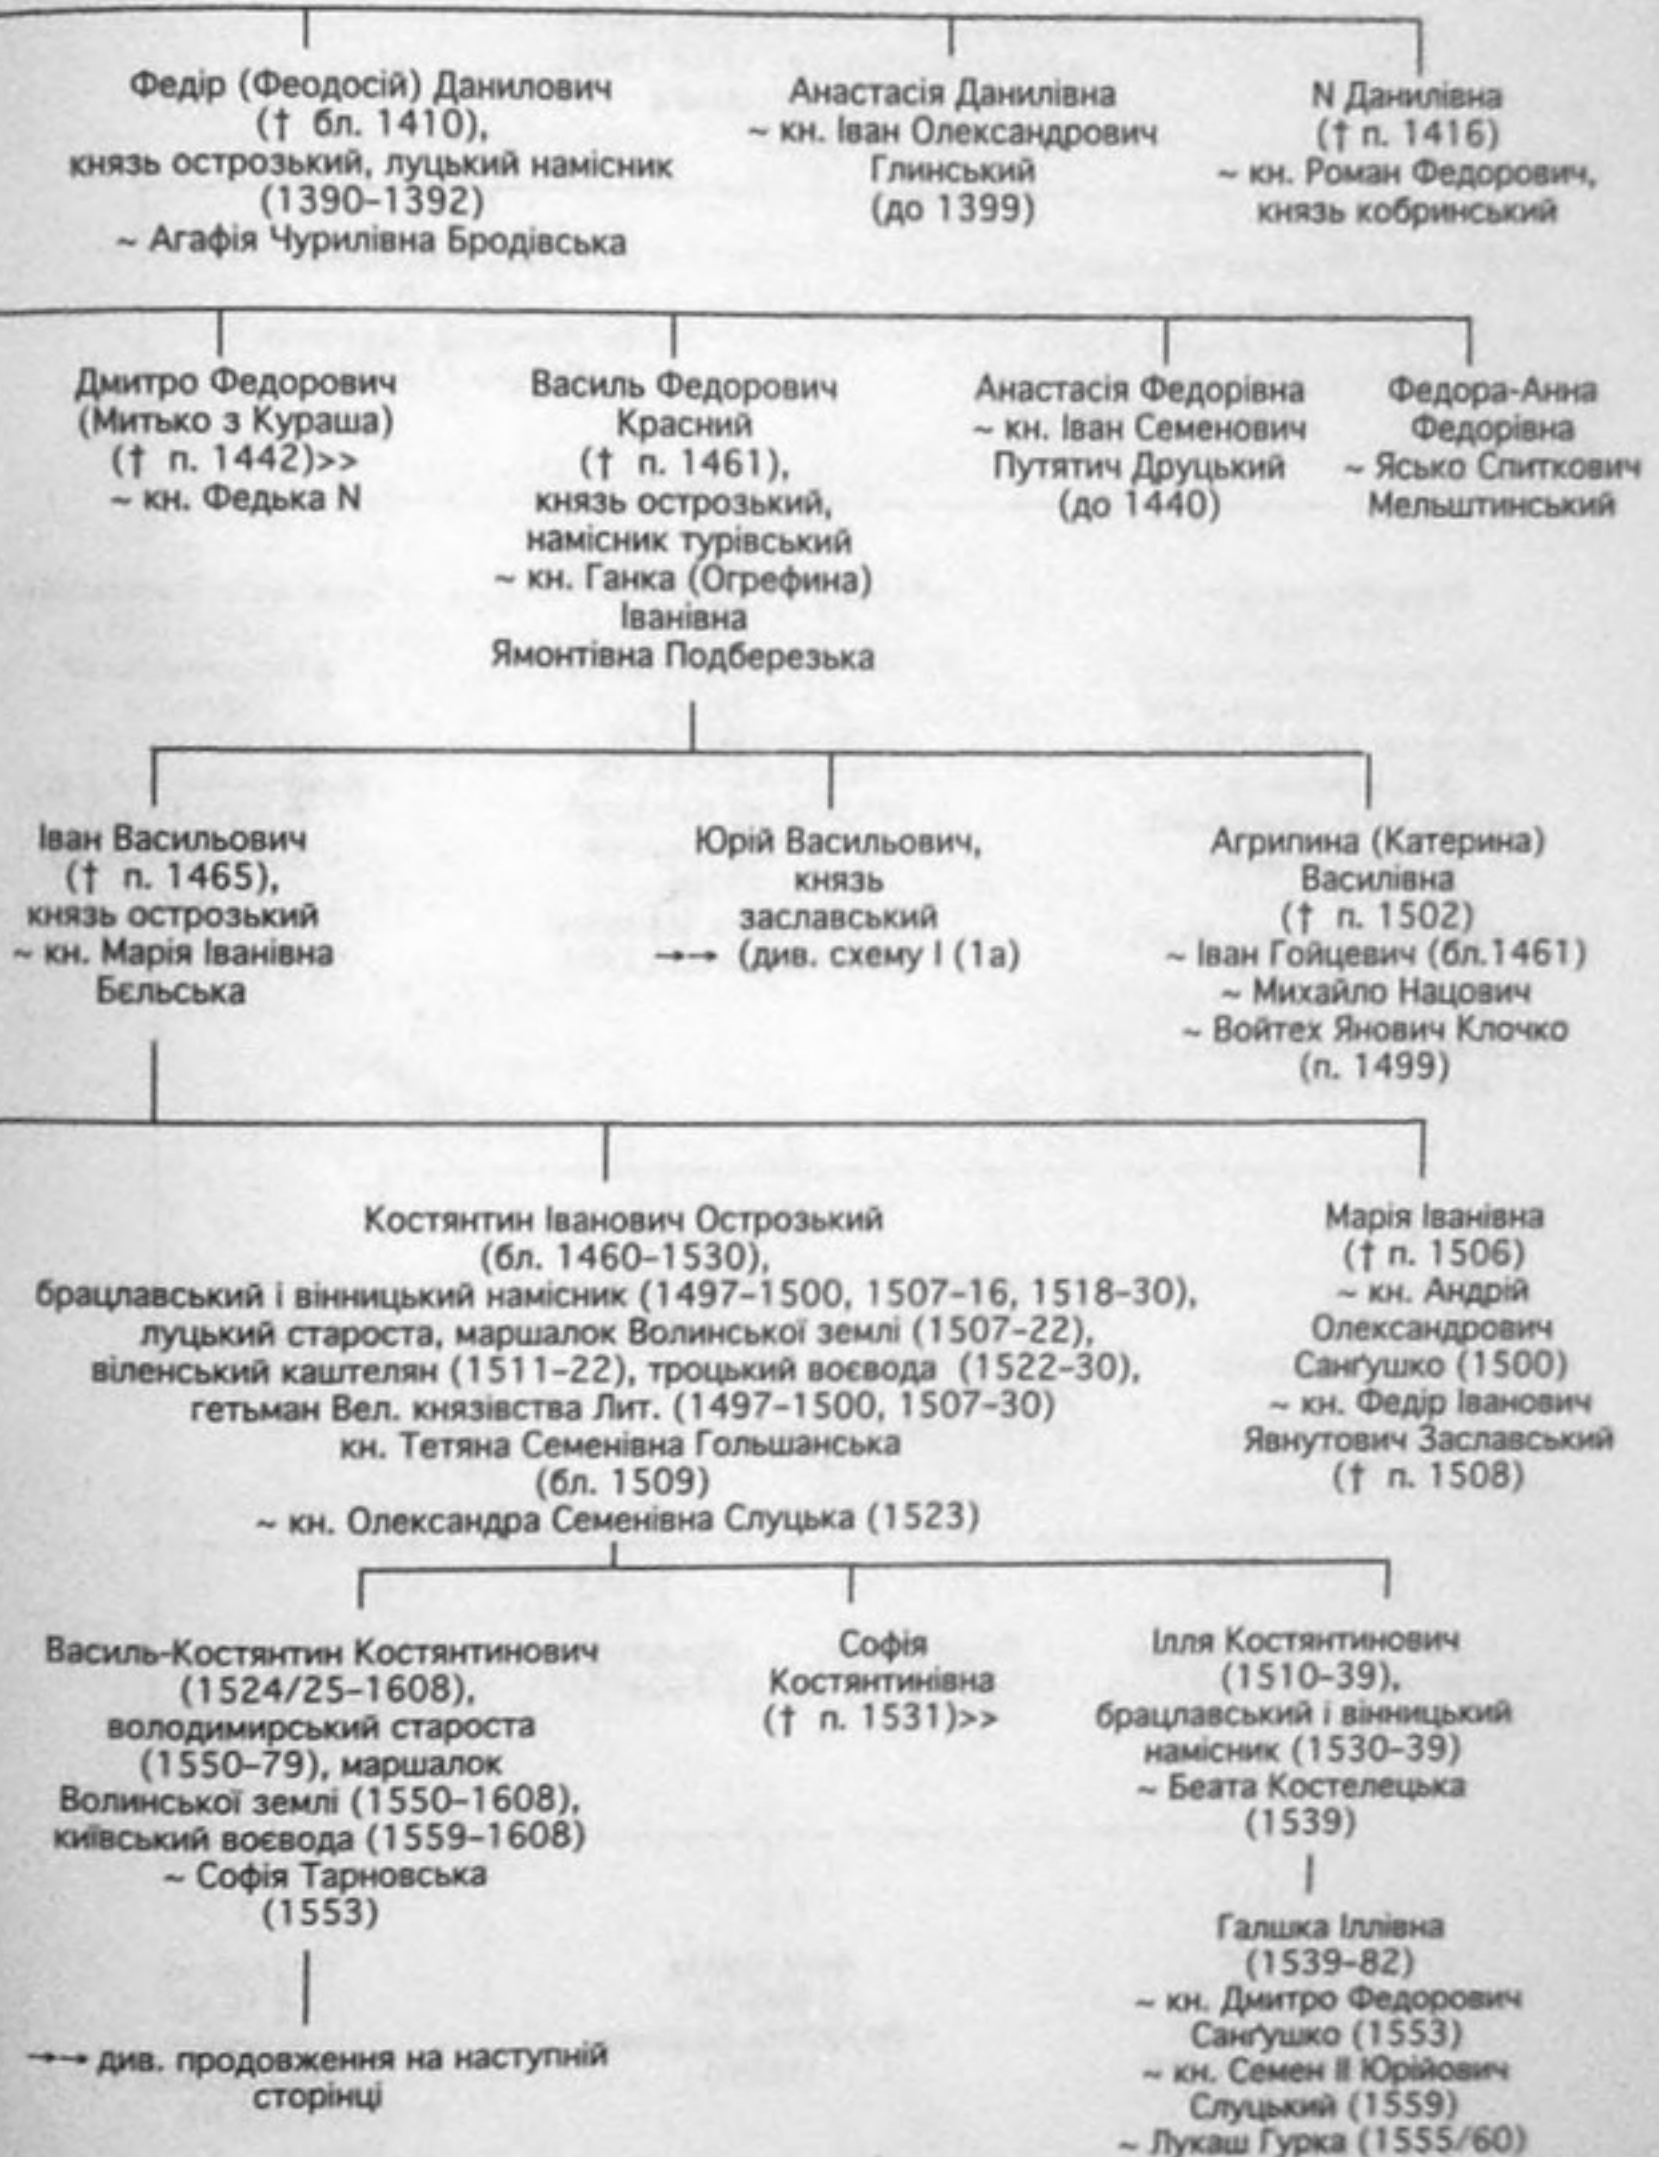 Федір (Феодосій) Данилович
(† бл. 1410),
князь острозький, луцький намісник
(1390–1392)
~ Агафія Чурилівна Бродівська
Анастасія Данилівна
~ кн. Іван Олександрович
Глинський
(до 1399)
N Данилівна
(† п. 1416)
~ кн. Роман Федорович,
князь кобринський
Дмитро Федорович
(Митько з Кураша)
(† п. 1442)>>
~ кн. Федька N
Василь Федорович
Красний
(† п. 1461),
князь острозький,
намісник турівський
~ кн. Ганка (Огрефина)
Іванівна
Ямонтівна Подберезька
Анастасія Федорівна
~ кн. Іван Семенович
Путятич Друцький
(до 1440)
Федора-Анна
Федорівна
~ Ясько Спиткович
Мельштинський
Іван Васильович
(† п. 1465),
князь острозький
~ кн. Марія Іванівна
Бєльська
Юрій Васильович,
князь
заславський
→→ (див. схему І (1а)
Агрипина (Катерина)
Василівна
(† п. 1502)
~ Іван Гойцевич (бл.1461)
~ Михайло Нацович
~ Войтех Янович Клочко
(п. 1499)
Костянтин Іванович Острозький
(бл. 1460–1530),
брацлавський і вінницький намісник (1497–1500, 1507–16, 1518–30),
луцький староста, маршалок Волинської землі (1507–22),
віленський каштелян (1511–22), троцький воєвода (1522–30),
гетьман Вел. князівства Лит. (1497–1500, 1507–30)
кн. Тетяна Семенівна Гольшанська
(бл. 1509)
~ кн. Олександра Семенівна Слуцька (1523)
Марія Іванівна
(† п. 1506)
~ кн. Андрій
Олександрович
Санґушко (1500)
~ кн. Федір Іванович
Явнутович Заславський
(† п. 1508)
Василь-Костянтин Костянтинович
(1524/25–1608),
володимирський староста
(1550–79), маршалок
Волинської землі (1550–1608),
київський воєвода (1559–1608)
~ Софія Тарновська
(1553)
→→ див. продовження на наступній
сторінці
Софія
Костянтинівна
(† п. 1531)>>
Ілля Костянтинович
(1510–39),
брацлавський і вінницький
намісник (1530–39)
~ Беата Костелецька
(1539)
Галшка Іллівна
(1539–82)
~ кн. Дмитро Федорович
Санґушко (1553)
~ кн. Семен ІІ Юрійович
Слуцький (1559)
~ Лукаш Гурка (1555/60)